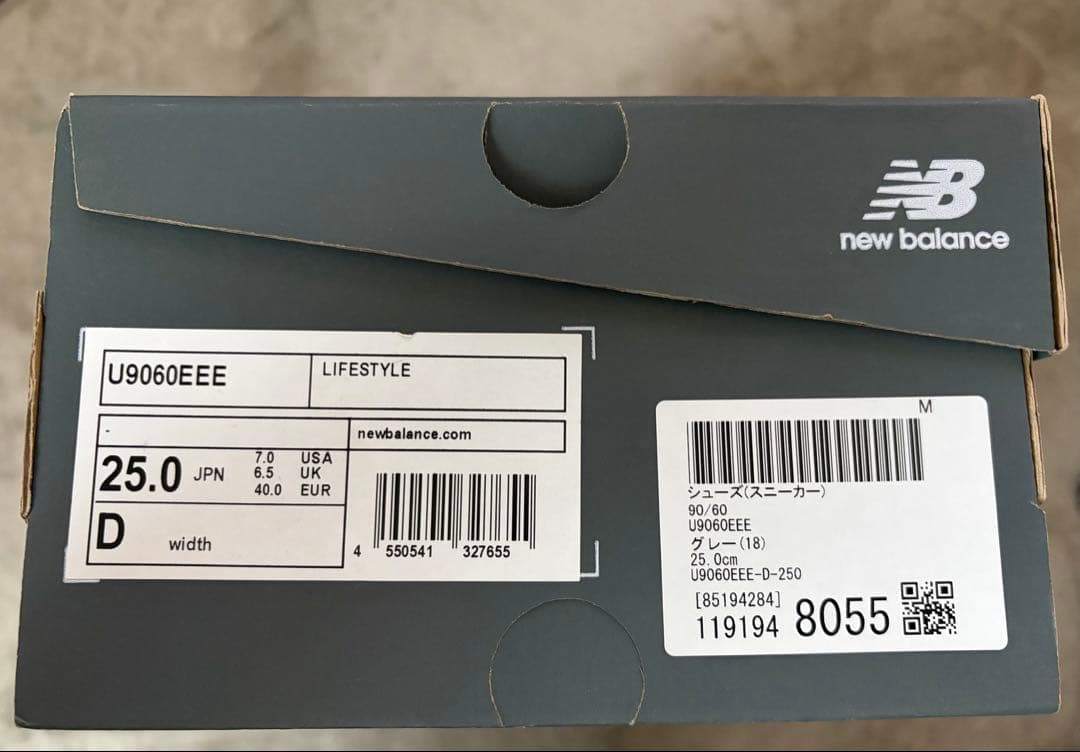 NB
new balance
U9060EEE
LIFESTYLE
-
newbalance.com
25.0 JPN
7.0 USA
6.5 UK
40.0 EUR
D width
4 550541 327655
M
シューズ(スニーカー)
90/60
U9060EEE
グレー(18)
25.0cm
U9060EEE-D-250
[85194284]
119194 8055